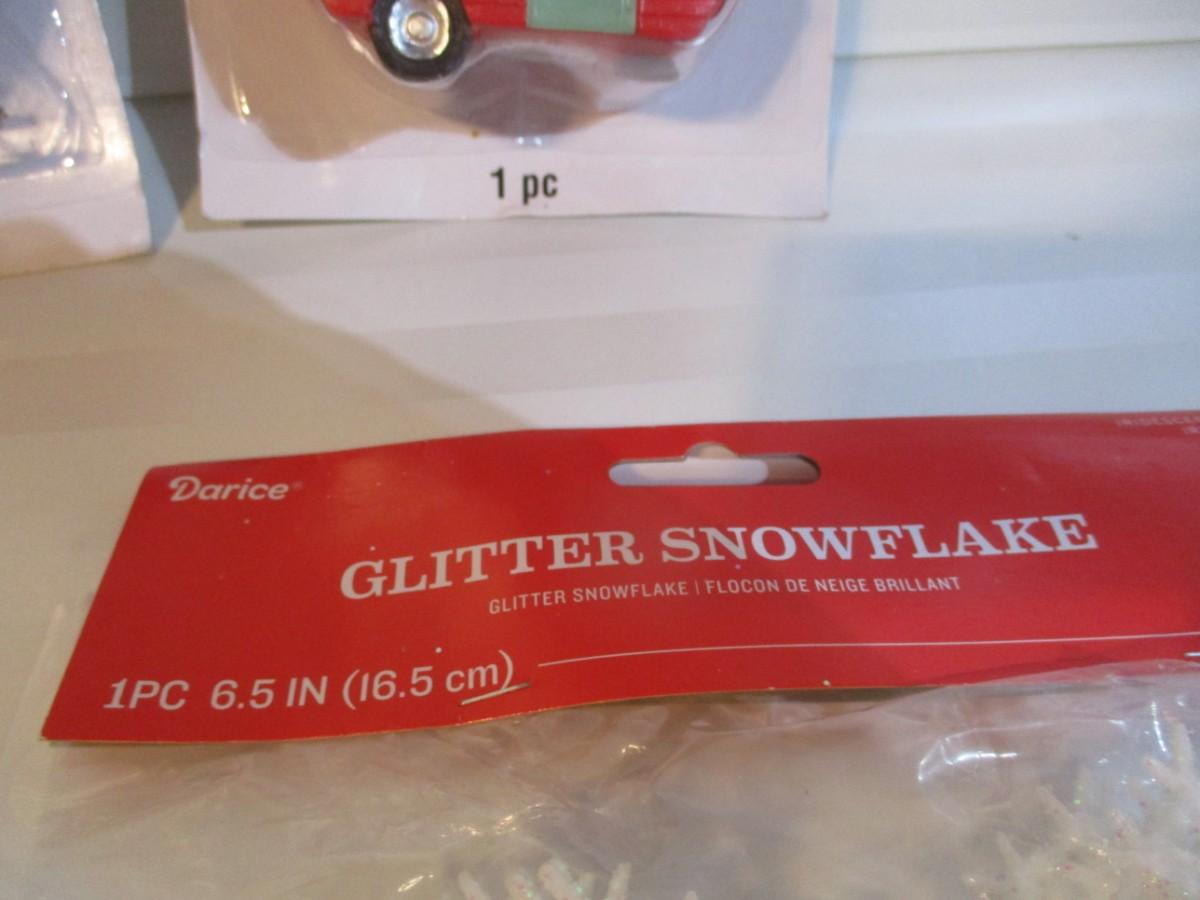 1 pc
Darice®
GLITTER SNOWFLAKE
GLITTER SNOWFLAKE | FLOCON DE NEIGE BRILLANT
1PC 6.5 IN (16.5 cm)